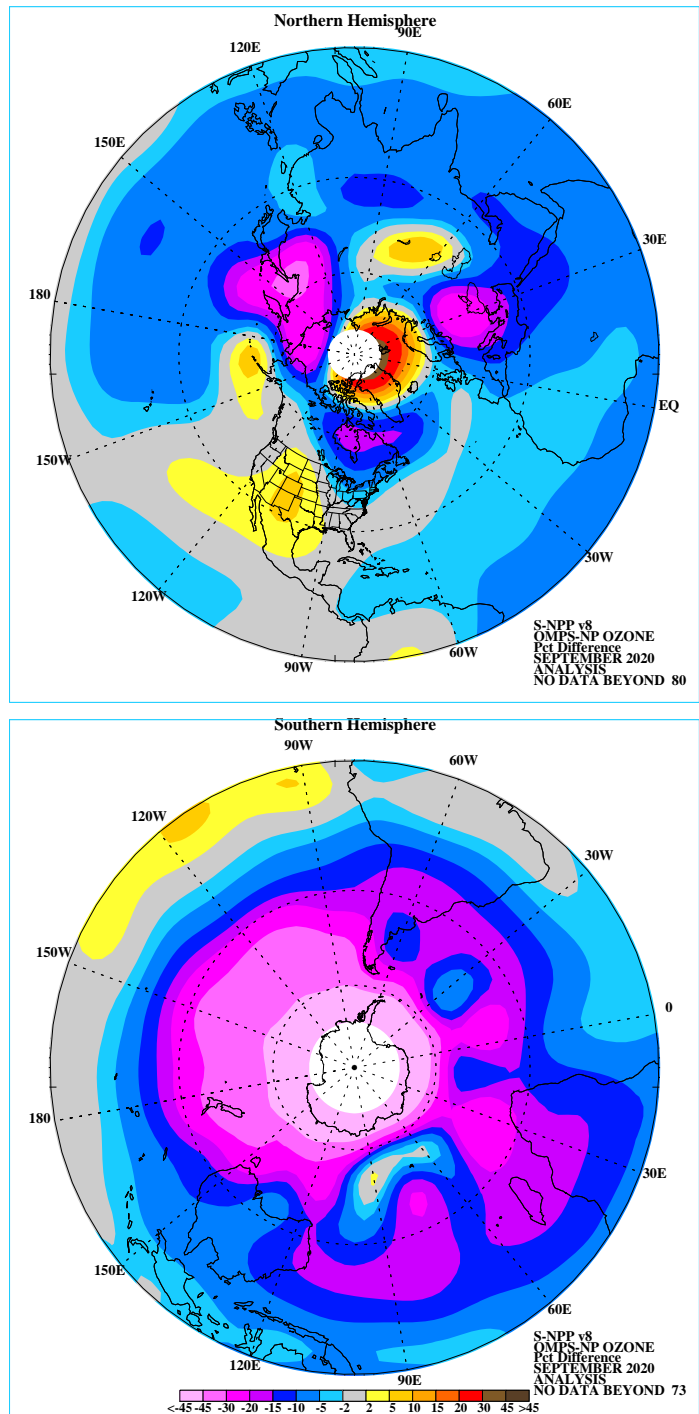 Northern Hemisphere
90E
120E
60E
150E
30E
180
EQ
150W
30W
120W
60W
90W
S-NPP v8
OMPS-NP OZONE
Pct Difference
SEPTEMBER 2020
ANALYSIS
NO DATA BEYOND 80
Southern Hemisphere
90W
60W
120W
30W
150W
0
180
30E
150E
60E
120E
90E
S-NPP v8
OMPS-NP OZONE
Pct Difference
SEPTEMBER 2020
ANALYSIS
NO DATA BEYOND 73
<-45 -45 -30 -20 -15 -10 -5 -2 2 5 10 15 20 30 45 >45